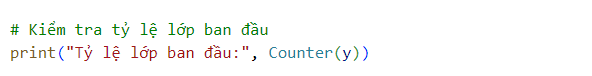 # Kiểm tra tỷ lệ lớp ban đầu
print("Tỷ lệ lớp ban đầu:", Counter(y))